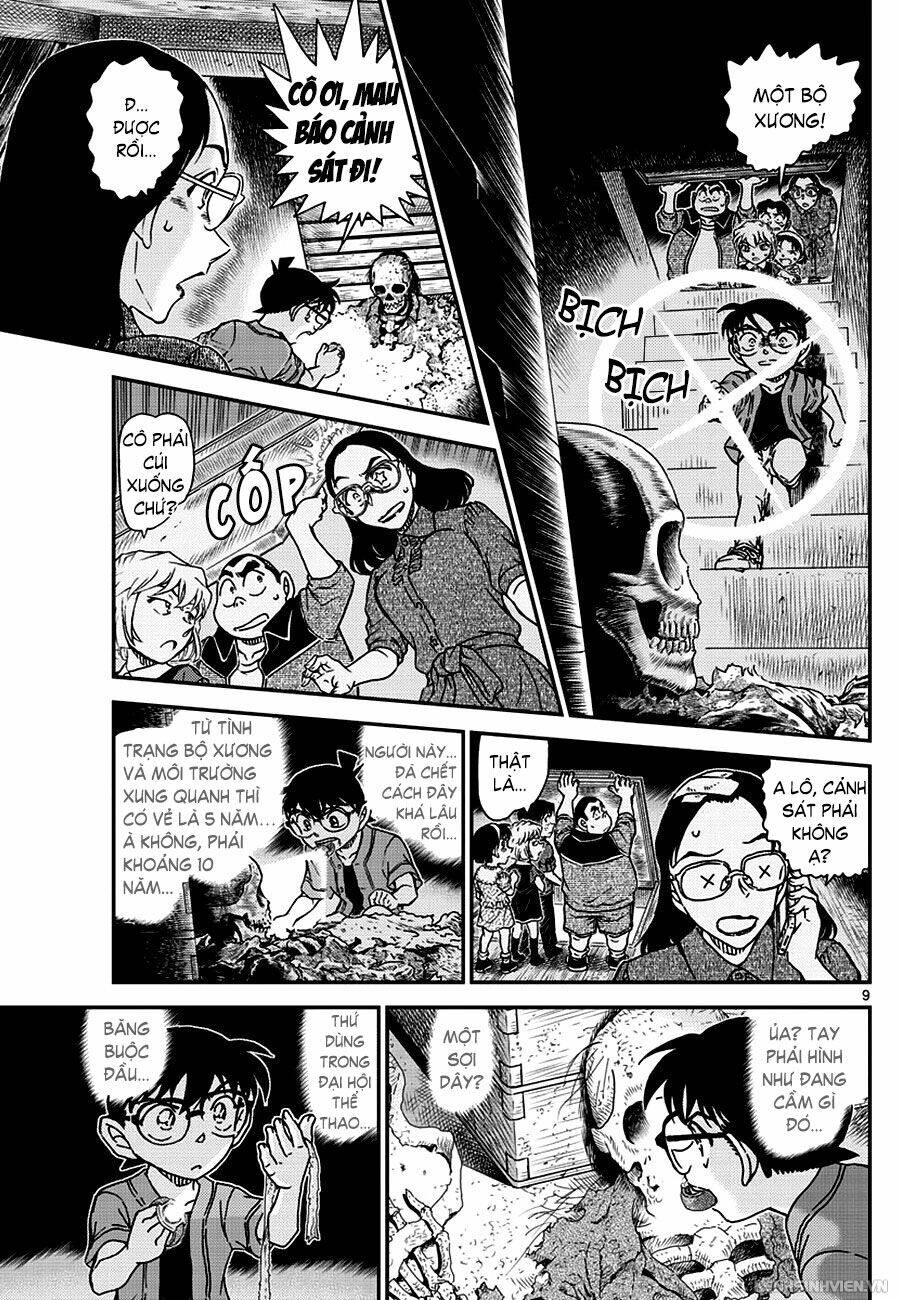 MỘT BỘ
XƯƠNG!
BỊCH
BỊCH
CÔ ƠI, MAU
BÁO CẢNH
SÁT ĐI!
Đ...
ĐƯỢC
RỒI...
CỐP
CÔ PHẢI
CÚI
XUỐNG
CHỨ?
A LÔ, CẢNH
SÁT PHẢI
KHÔNG
Ạ?
THẬT
LÀ...
NGƯỜI NÀY...
ĐÃ CHẾT
CÁCH ĐÂY
KHÁ LÂU
RỒI...
TỪ TÌNH
TRẠNG BỘ XƯƠNG
VÀ MÔI TRƯỜNG
XUNG QUANH THÌ
CÓ VẺ LÀ 5 NĂM...
À KHÔNG, PHẢI
KHOẢNG 10
NĂM...
9
ỦA? TAY
PHẢI HÌNH
NHƯ ĐANG
CẦM GÌ
ĐÓ...
MỘT
SỢI
DÂY?
THỨ
DÙNG
TRONG
ĐẠI HỘI
THỂ
THAO...
BĂNG
BUỘC
ĐẦU...